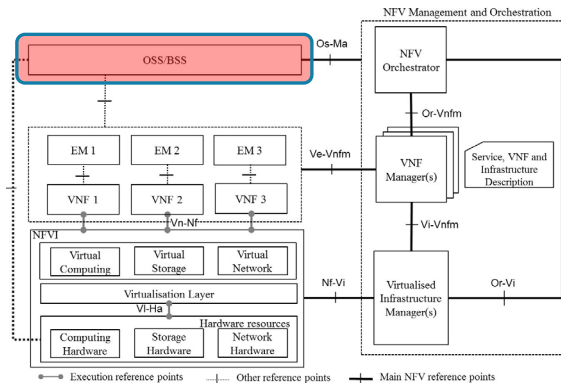 NFV Management and Orchestration
Os-Ma
OSS/BSS
NFV
Orchestrator
Or-Vnfm
EM 1
EM 2
EM 3
Ve-Vnfm
VNF
Manager(s)
Service, VNF and
Infrastructure
Description
VNF 1
VNF 2
VNF 3
Vn-Nf
Vi-Vnfm
NFVI
Virtual
Computing
Virtual
Storage
Virtual
Network
Virtualisation Layer
Nf-Vi
Virtualised
Infrastructure
Manager(s)
Or-Vi
Vl-Ha
Hardware resources
Computing
Hardware
Storage
Hardware
Network
Hardware
Execution reference points
Other reference points
Main NFV reference points